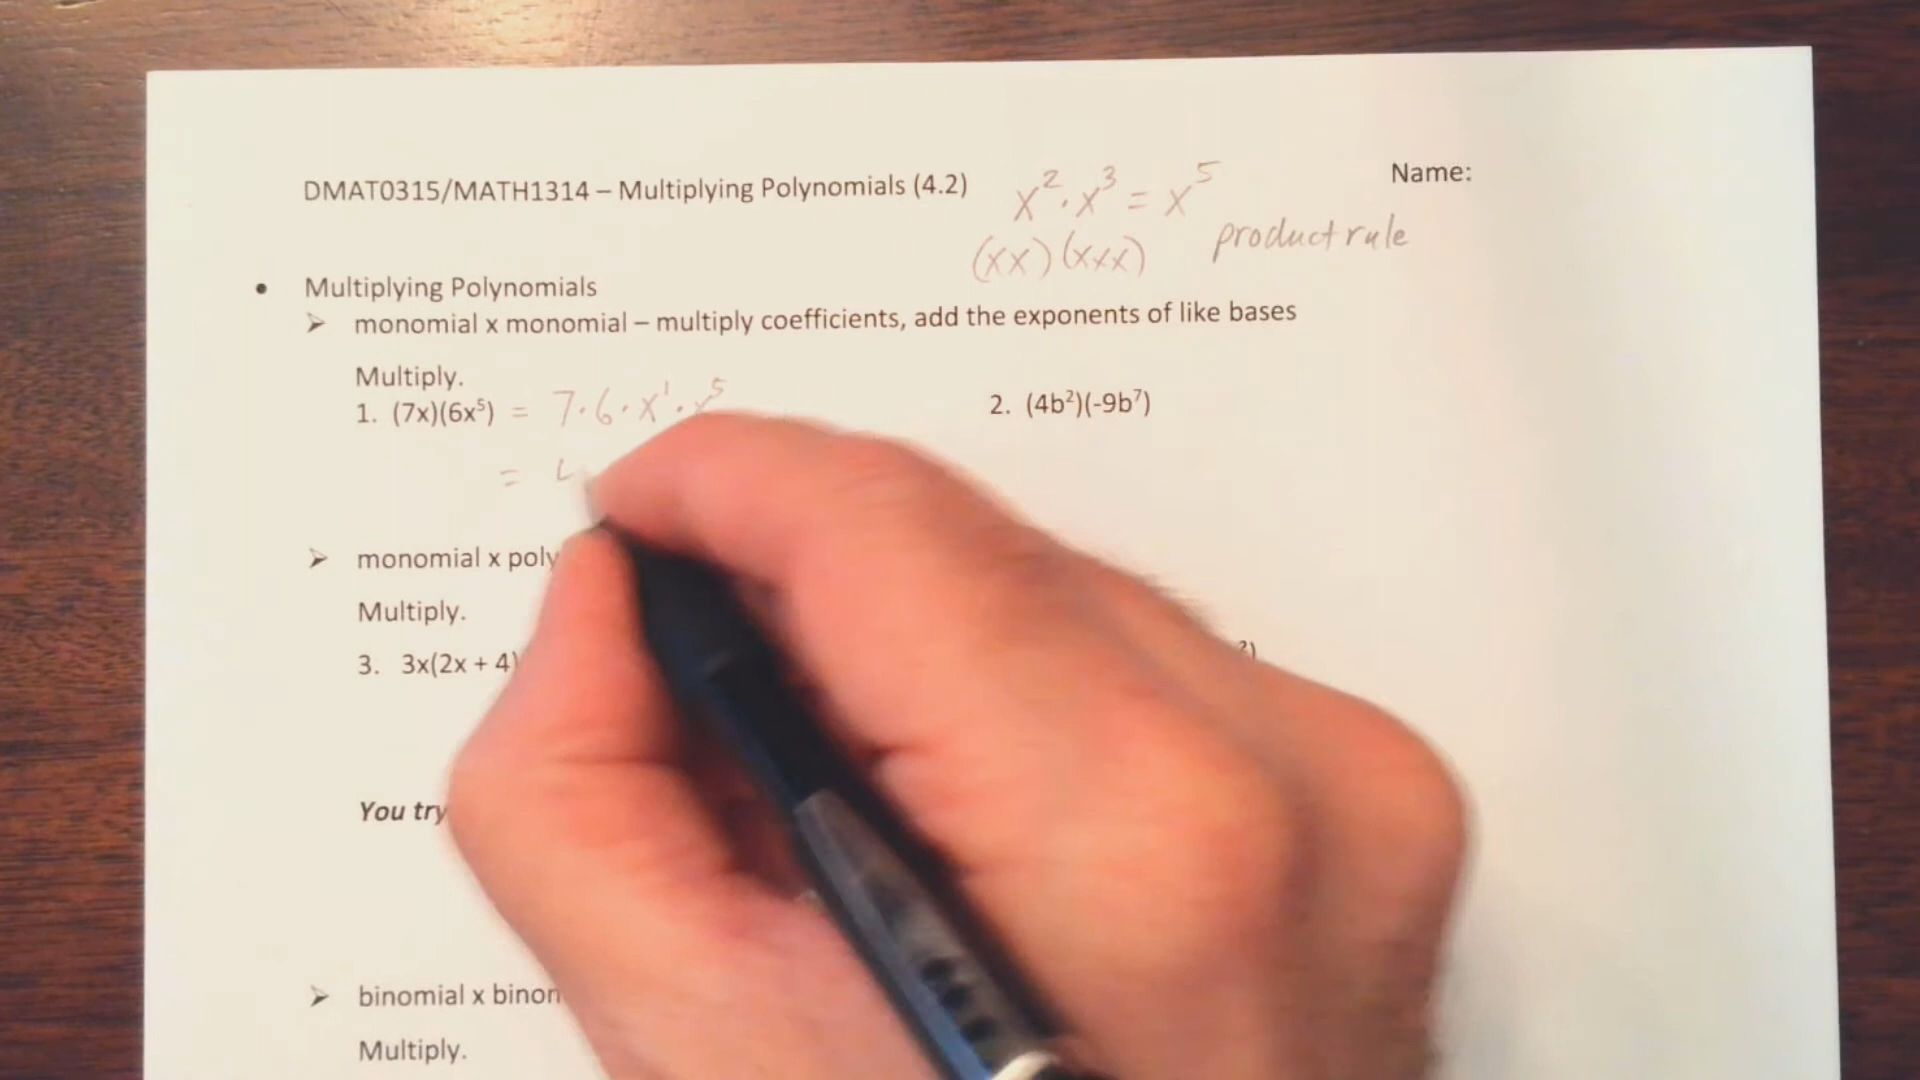 DMAT0315/MATH1314 – Multiplying Polynomials (4.2)
x² · x³ = x⁵
Name:
(xx)(xxx) product rule
• Multiplying Polynomials
➢ monomial x monomial – multiply coefficients, add the exponents of like bases
Multiply.
1. (7x)(6x⁵) = 7·6·x¹·x⁵
2. (4b²)(-9b⁷)
=
➢ monomial x poly
Multiply.
3. 3x(2x + 4)
²)
You try
➢ binomial x binon
Multiply.